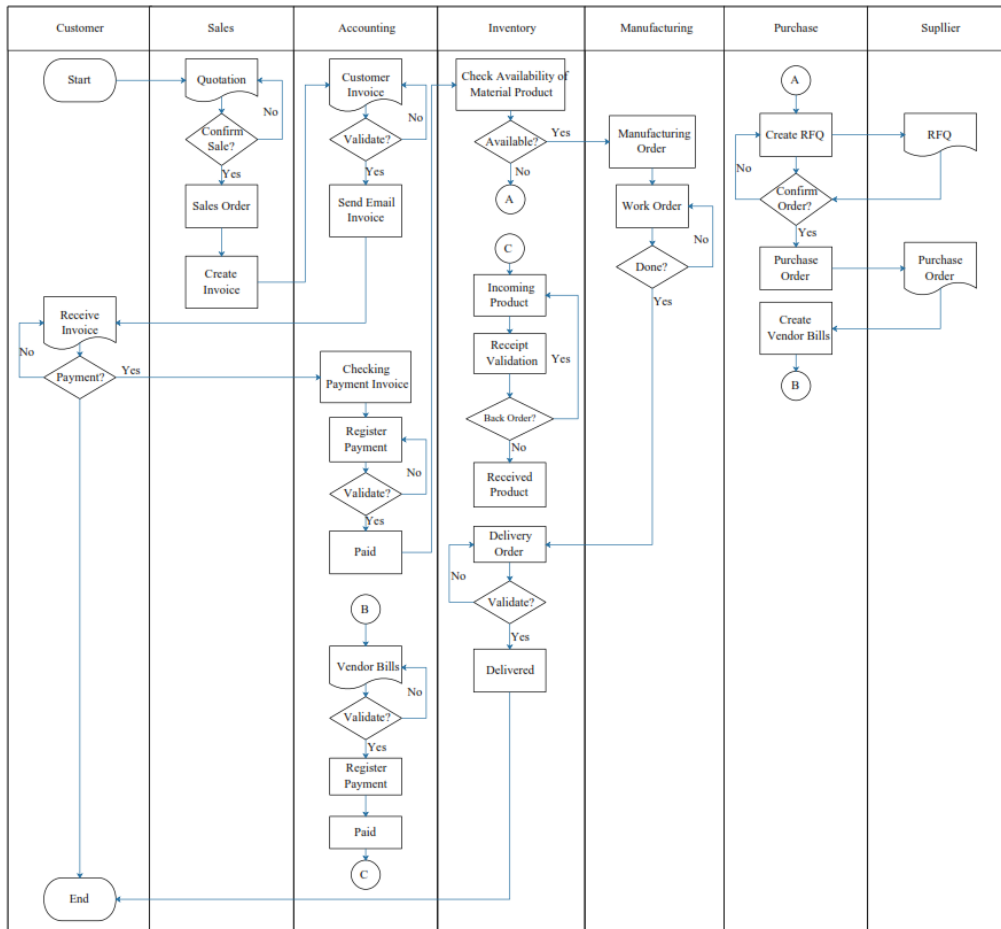 Customer
Sales
Accounting
Inventory
Manufacturing
Purchase
Supllier
Start
Quotation
No
Confirm
Sale?
Yes
Sales Order
Create
Invoice
Customer
Invoice
No
Validate?
Yes
Send Email
Invoice
Receive
Invoice
No
Payment?
Yes
Checking
Payment Invoice
Register
Payment
No
Validate?
Yes
Paid
Check Availability of
Material Product
Available?
Yes
No
A
Manufacturing
Order
Work Order
No
Done?
Yes
A
Create RFQ
RFQ
No
Confirm
Order?
Yes
Purchase
Order
Purchase
Order
Create
Vendor Bills
B
B
Vendor Bills
No
Validate?
Yes
Register
Payment
Paid
C
C
Incoming
Product
Receipt
Validation
Yes
Back Order?
No
Received
Product
Delivery
Order
No
Validate?
Yes
Delivered
End